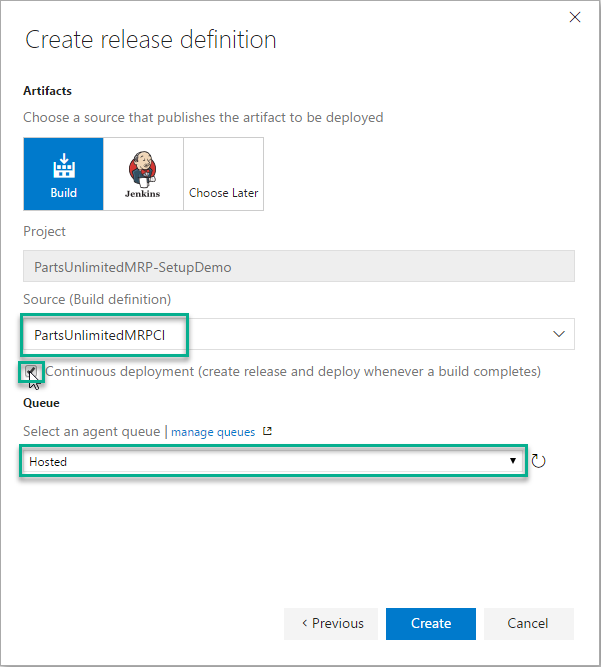 Create release definition
Artifacts
Choose a source that publishes the artifact to be deployed
Build
Jenkins
Choose Later
Project
PartsUnlimitedMRP-SetupDemo
Source (Build definition)
PartsUnlimitedMRPCI
Continuous deployment (create release and deploy whenever a build completes)
Queue
Select an agent queue | manage queues
Hosted
< Previous
Create
Cancel